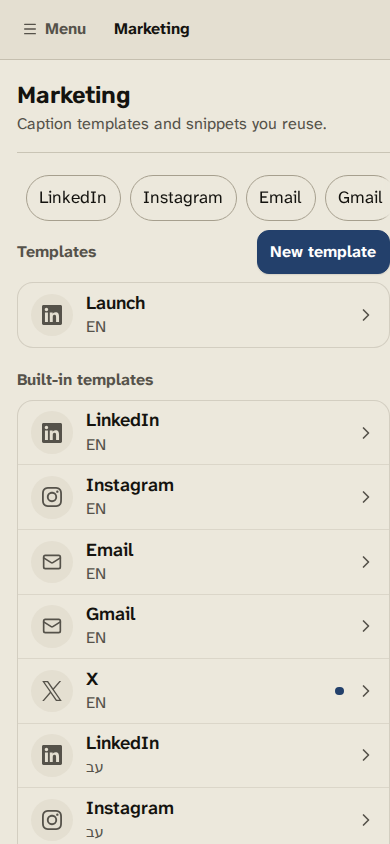 Menu
Marketing
Marketing
Caption templates and snippets you reuse.
LinkedIn
Instagram
Email
Gmail
Templates
New template
Launch
EN
Built-in templates
LinkedIn
EN
Instagram
EN
Email
EN
Gmail
EN
X
EN
LinkedIn
עב
Instagram
עב